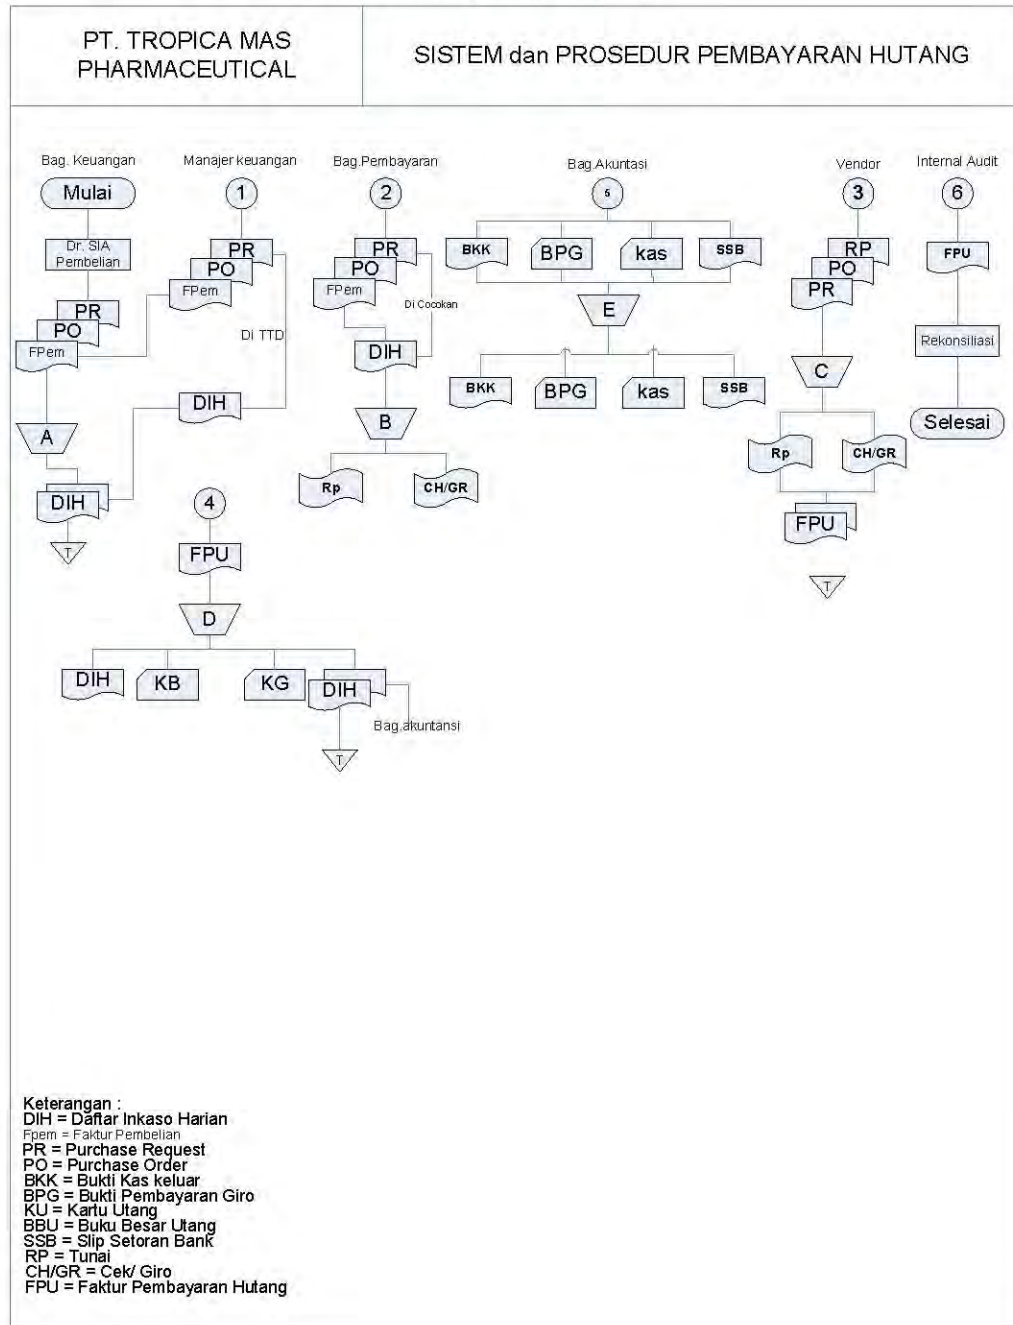 PT. TROPICA MAS
PHARMACEUTICAL
SISTEM dan PROSEDUR PEMBAYARAN HUTANG
Bag. Keuangan
Mulai
Dr. SIA
Pembelian
PR
PO
FPem
A
DIH
T
Manajer keuangan
1
PR
PO
FPem
Di TTD
DIH
4
FPU
D
DIH
KB
KG
DIH
Bag.akuntansi
T
Bag.Pembayaran
2
PR
PO
FPem
Di Cocokan
DIH
B
Rp
CH/GR
Bag.Akuntasi
5
BKK
BPG
kas
SSB
E
BKK
BPG
kas
SSB
Vendor
3
RP
PO
PR
C
Rp
CH/GR
FPU
T
Internal Audit
6
FPU
Rekonsiliasi
Selesai
Keterangan :
DIH = Daftar Inkaso Harian
Fpem = Faktur Pembelian
PR = Purchase Request
PO = Purchase Order
BKK = Bukti Kas keluar
BPG = Bukti Pembayaran Giro
KU = Kartu Utang
BBU = Buku Besar Utang
SSB = Slip Setoran Bank
RP = Tunai
CH/GR = Cek/ Giro
FPU = Faktur Pembayaran Hutang